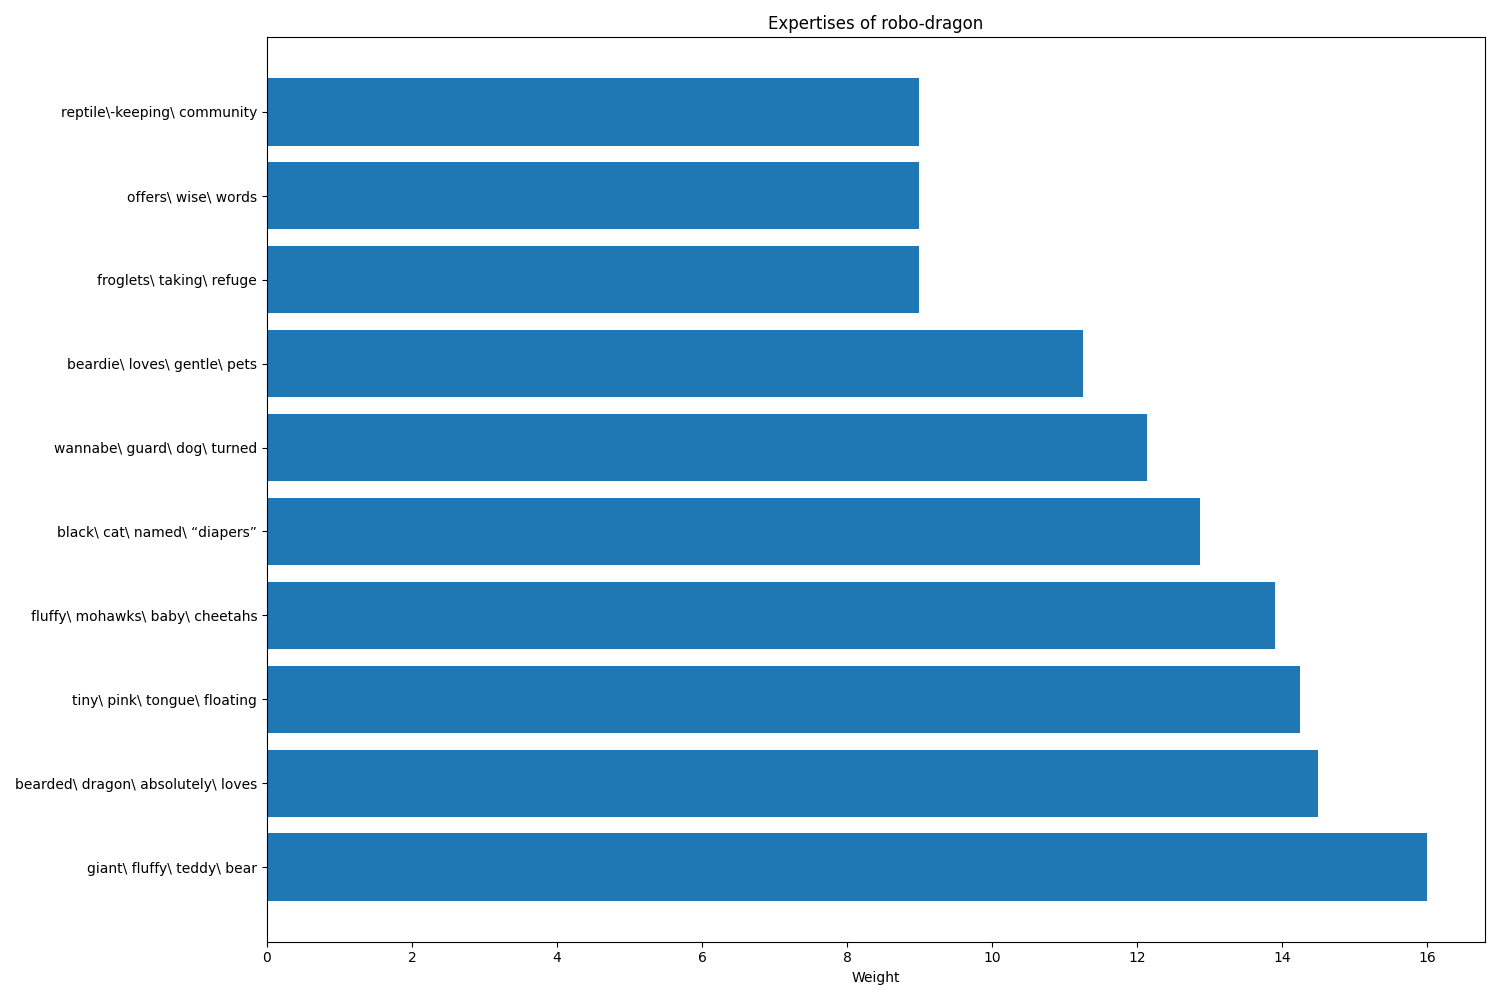 Expertises of robo-dragon
reptile\-keeping\ community
offers\ wise\ words
froglets\ taking\ refuge
beardie\ loves\ gentle\ pets
wannabe\ guard\ dog\ turned
black\ cat\ named\ “diapers”
fluffy\ mohawks\ baby\ cheetahs
tiny\ pink\ tongue\ floating
bearded\ dragon\ absolutely\ loves
giant\ fluffy\ teddy\ bear
0 2 4 6 8 10 12 14 16
Weight